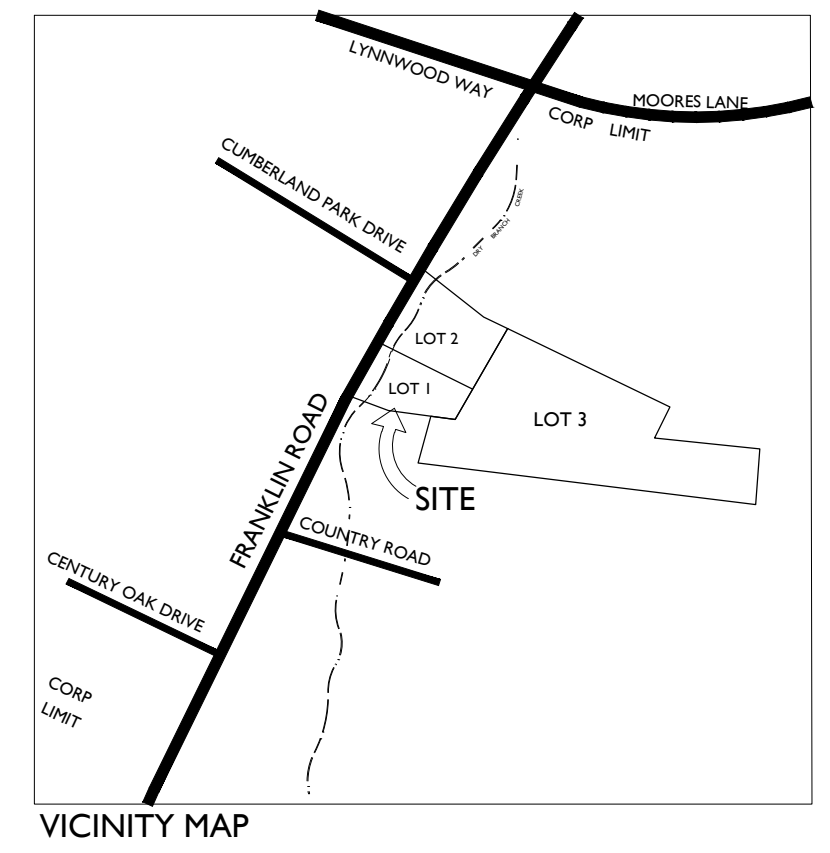 LYNNWOOD WAY
MOORES LANE
CORP LIMIT
CUMBERLAND PARK DRIVE
DRY BRANCH CREEK
LOT 2
LOT 1
LOT 3
FRANKLIN ROAD
SITE
COUNTRY ROAD
CENTURY OAK DRIVE
CORP
LIMIT
VICINITY MAP